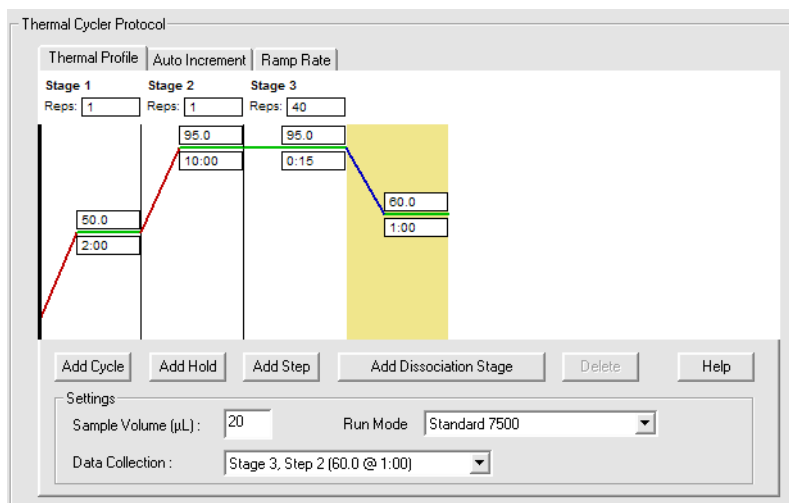 Thermal Cycler Protocol
Thermal Profile Auto Increment Ramp Rate
Stage 1 Stage 2 Stage 3
Reps: 1 Reps: 1 Reps: 40
95.0 95.0
10:00 0:15
60.0
1:00
50.0
2:00
Add Cycle Add Hold Add Step Add Dissociation Stage Delete Help
Settings
Sample Volume (µL) : 20 Run Mode Standard 7500
Data Collection : Stage 3, Step 2 (60.0 @ 1:00)